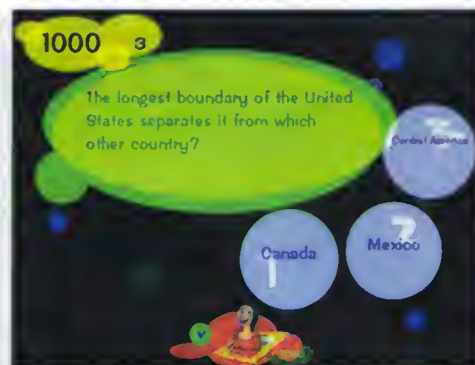 1000 3
The longest boundary of the United
States separates it from which
other country?
Central America
3
Canada
1
Mexico
2